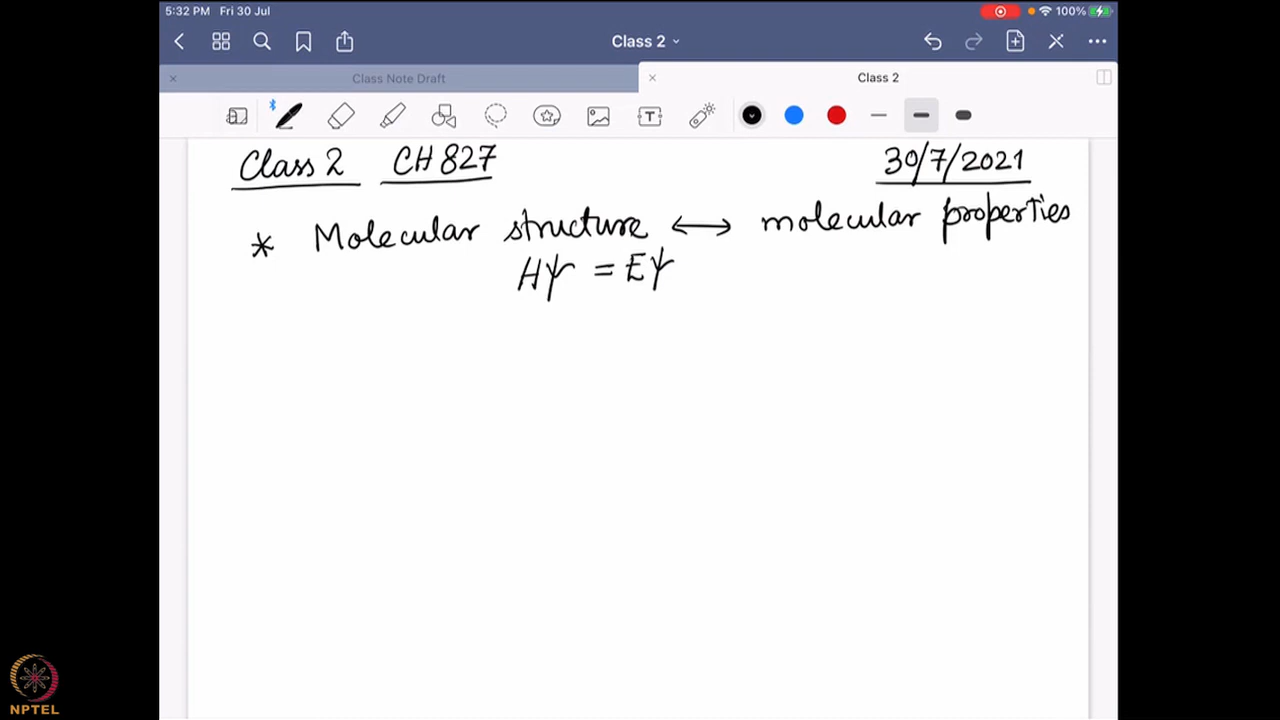 5:32 PM Fri 30 Jul 100%
Class 2
Class Note Draft Class 2
Class 2 CH 827 30/7/2021
* Molecular structure ⟷ molecular properties
Hψ = Eψ
NPTEL